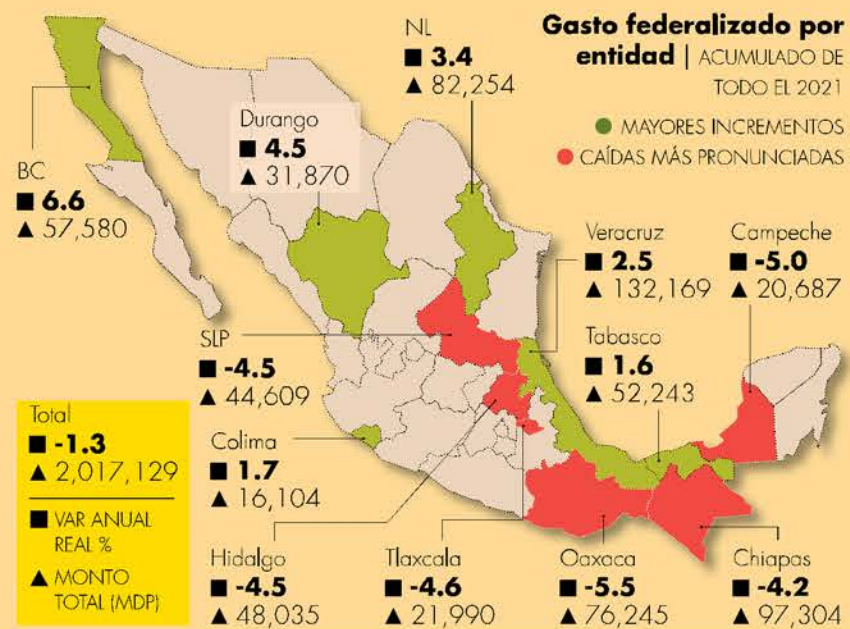 Gasto federalizado por
entidad | ACUMULADO DE
TODO EL 2021
● MAYORES INCREMENTOS
● CAÍDAS MÁS PRONUNCIADAS
NL
■ 3.4
▲ 82,254
Durango
■ 4.5
▲ 31,870
BC
■ 6.6
▲ 57,580
Veracruz
■ 2.5
▲ 132,169
Campeche
■ -5.0
▲ 20,687
Tabasco
■ 1.6
▲ 52,243
SLP
■ -4.5
▲ 44,609
Colima
■ 1.7
▲ 16,104
Total
■ -1.3
▲ 2,017,129
■ VAR ANUAL
REAL %
▲ MONTO
TOTAL (MDP)
Hidalgo
■ -4.5
▲ 48,035
Tlaxcala
■ -4.6
▲ 21,990
Oaxaca
■ -5.5
▲ 76,245
Chiapas
■ -4.2
▲ 97,304